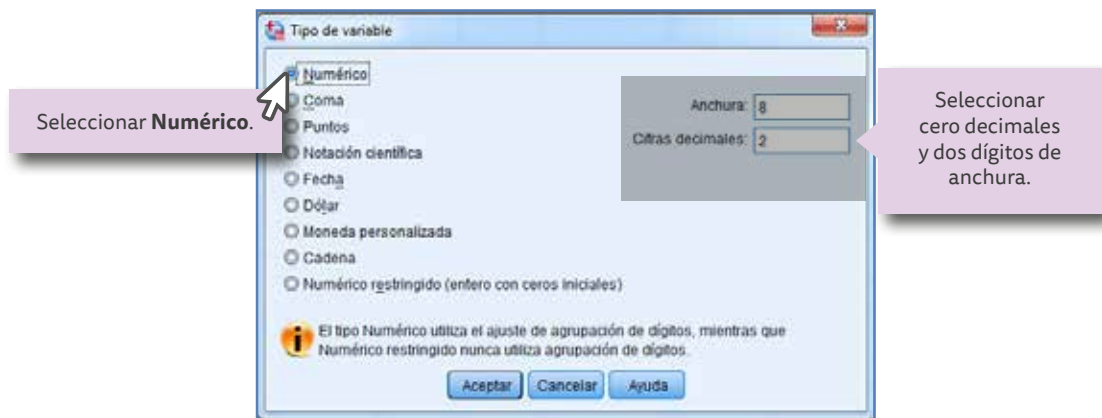 Tipo de variable
Numérico
Coma
Puntos
Notación científica
Fecha
Dólar
Moneda personalizada
Cadena
Numérico restringido (entero con ceros iniciales)
Anchura: 8
Cifras decimales: 2
El tipo Numérico utiliza el ajuste de agrupación de dígitos, mientras que
Numérico restringido nunca utiliza agrupación de dígitos.
Aceptar Cancelar Ayuda
Seleccionar Numérico.
Seleccionar
cero decimales
y dos dígitos de
anchura.